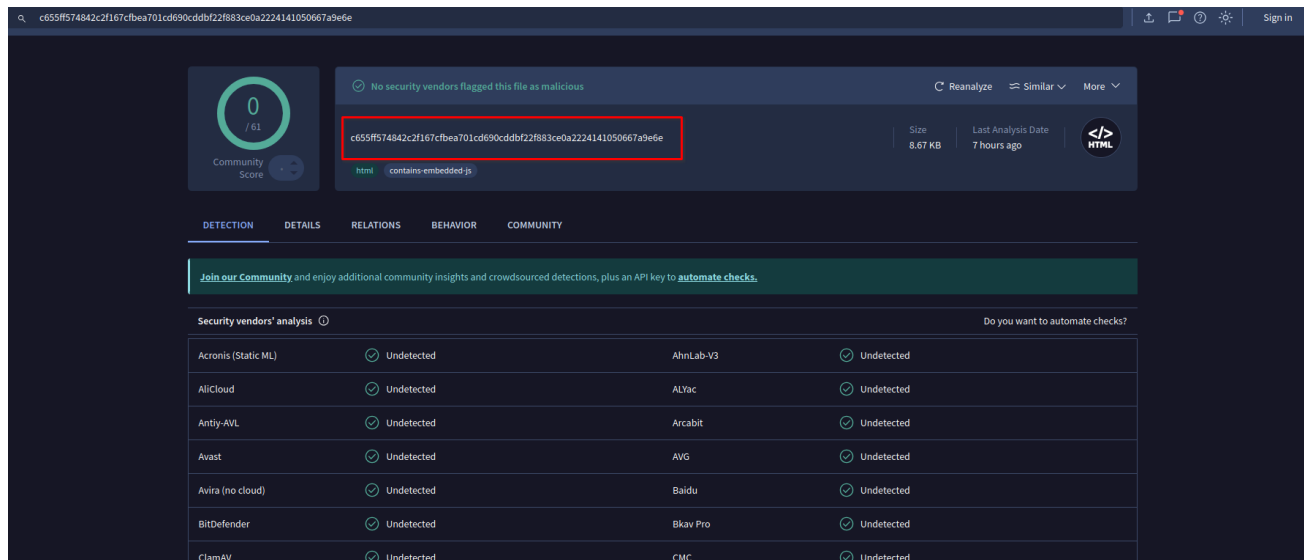 c655ff574842c2f167cfbea701cd690cddbf22f883ce0a2224141050667a9e6e
Sign in
0
/ 61
Community
Score
-
No security vendors flagged this file as malicious
Reanalyze
Similar
More
c655ff574842c2f167cfbea701cd690cddbf22f883ce0a2224141050667a9e6e
Size
8.67 KB
Last Analysis Date
7 hours ago
</>
HTML
html
contains-embedded-js
DETECTION DETAILS RELATIONS BEHAVIOR COMMUNITY
Join our Community and enjoy additional community insights and crowdsourced detections, plus an API key to automate checks.
Security vendors' analysis
Do you want to automate checks?
Acronis (Static ML) Undetected AhnLab-V3 Undetected
AliCloud Undetected ALYac Undetected
Antiy-AVL Undetected Arcabit Undetected
Avast Undetected AVG Undetected
Avira (no cloud) Undetected Baidu Undetected
BitDefender Undetected Bkav Pro Undetected
ClamAV Undetected CMC Undetected